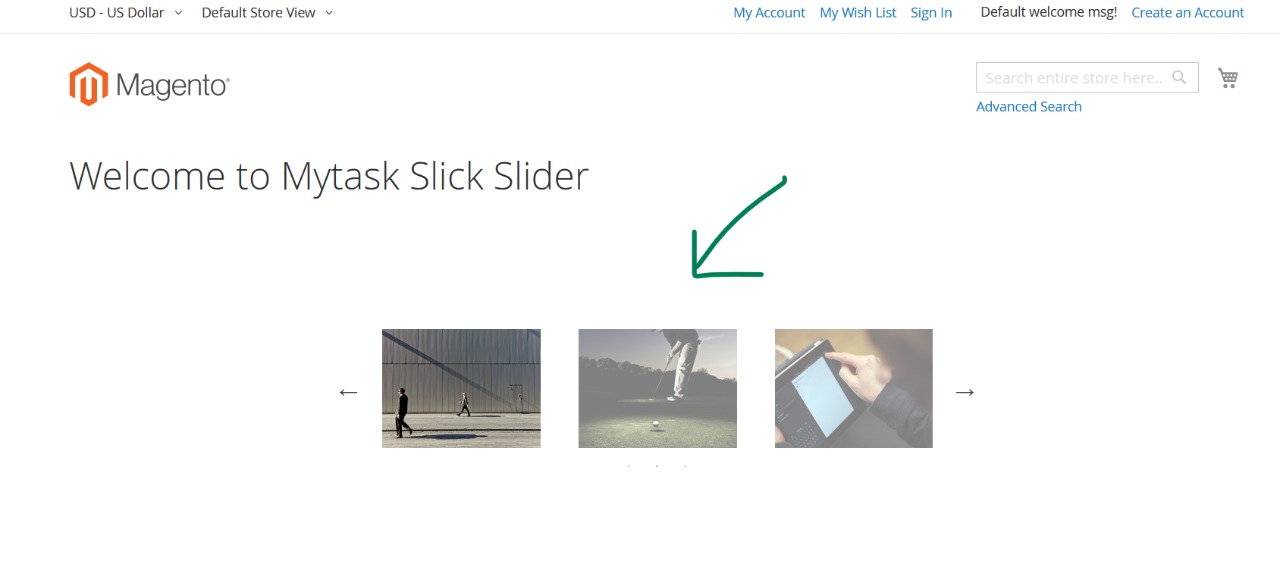 USD - US Dollar Default Store View My Account My Wish List Sign In Default welcome msg! Create an Account
Magento®
Search entire store here...
Advanced Search
Welcome to Mytask Slick Slider